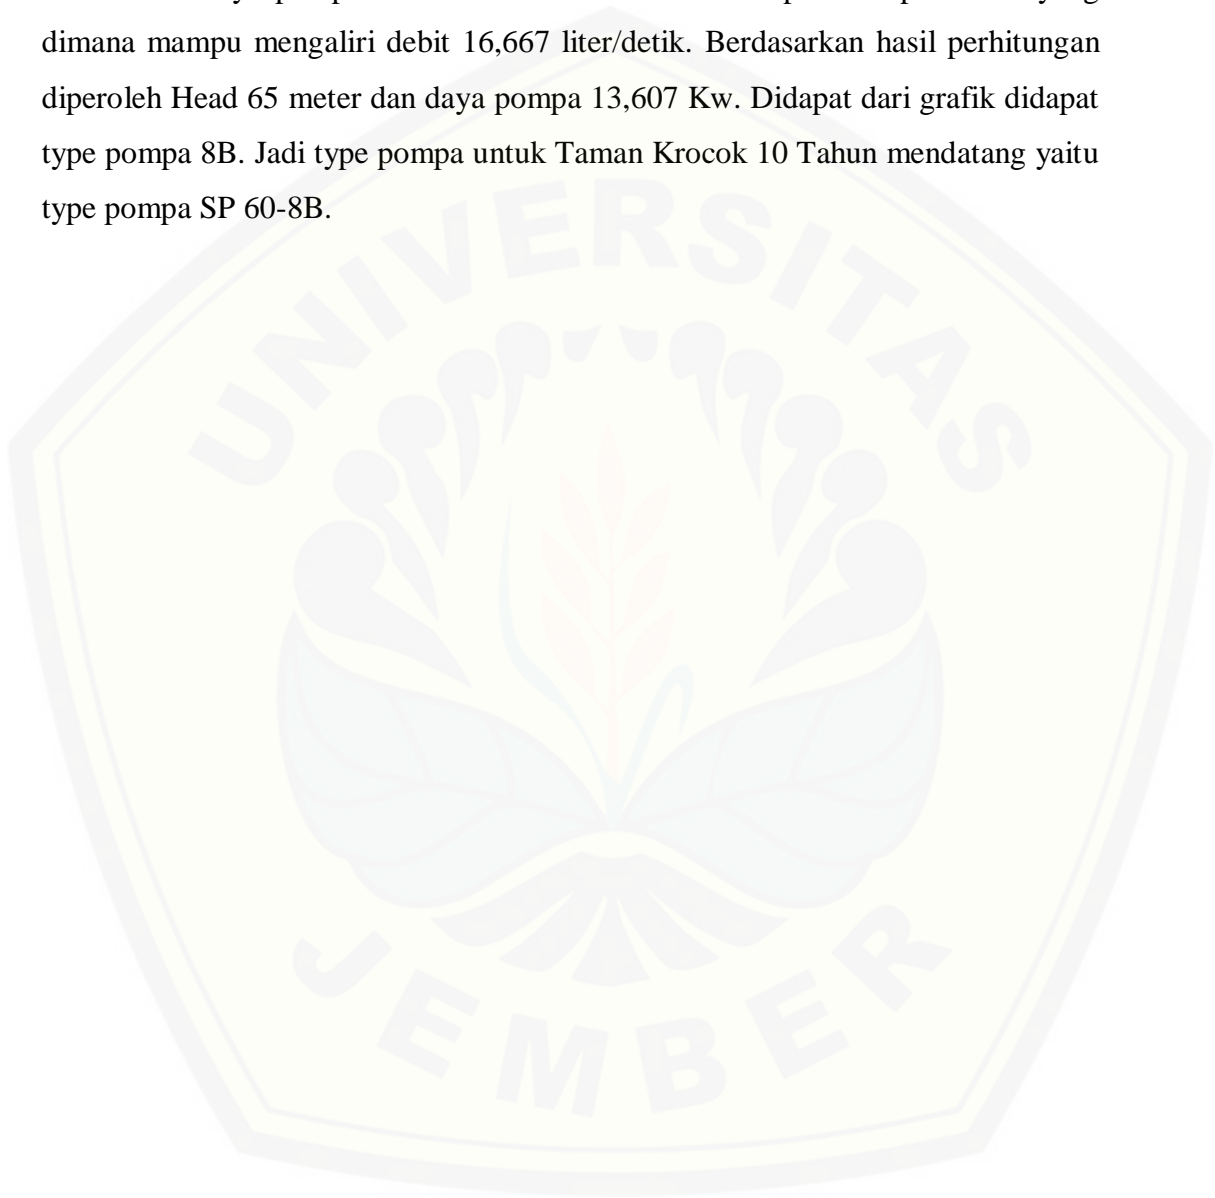 dimana mampu mengaliri debit 16,667 liter/detik. Berdasarkan hasil perhitungan
diperoleh Head 65 meter dan daya pompa 13,607 Kw. Didapat dari grafik didapat
type pompa 8B. Jadi type pompa untuk Taman Krocok 10 Tahun mendatang yaitu
type pompa SP 60-8B.
UNIVERSITAS
JEMBER